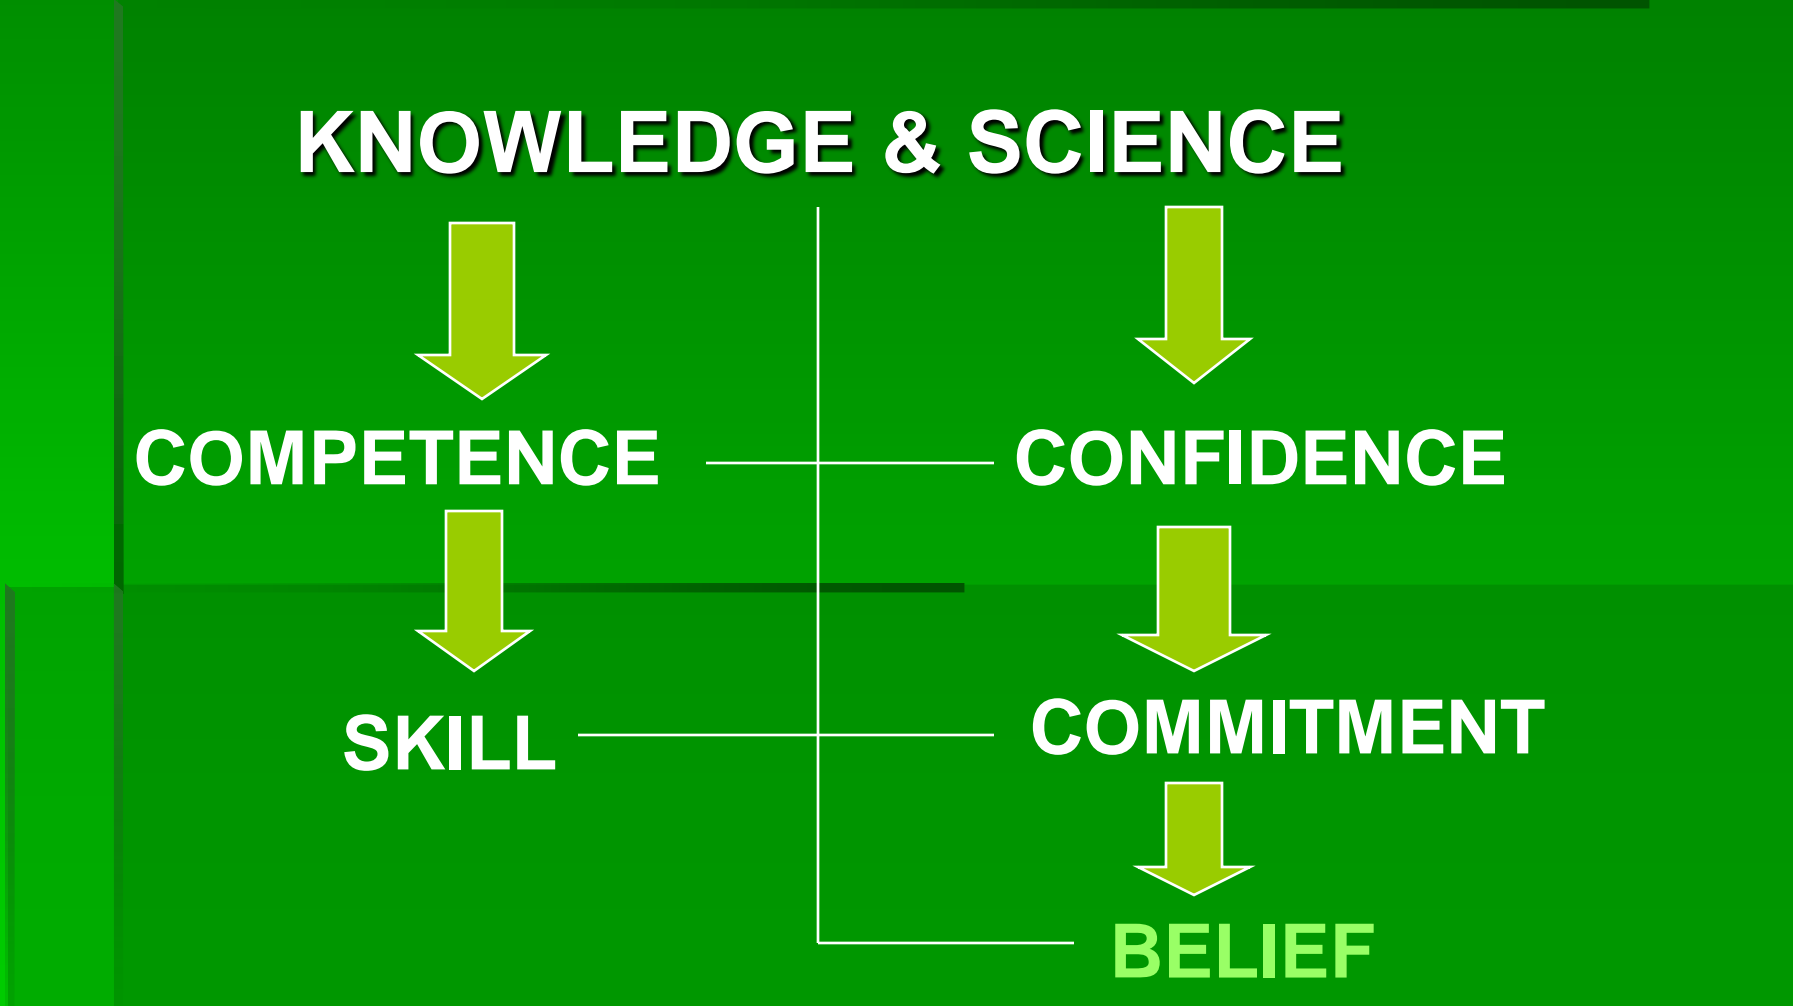 KNOWLEDGE & SCIENCE
COMPETENCE
CONFIDENCE
SKILL
COMMITMENT
BELIEF